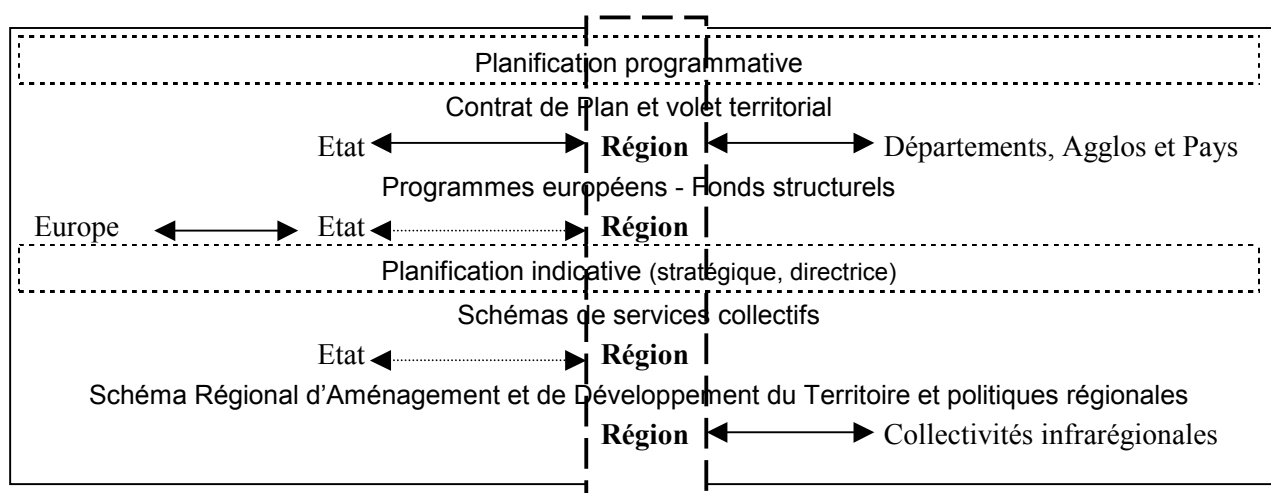 Planification programmative
Contrat de Plan et volet territorial
Etat Région Départements, Agglos et Pays
Programmes européens - Fonds structurels
Europe Etat Région
Planification indicative (stratégique, directrice)
Schémas de services collectifs
Etat Région
Schéma Régional d'Aménagement et de Développement du Territoire et politiques régionales
Région Collectivités infrarégionales